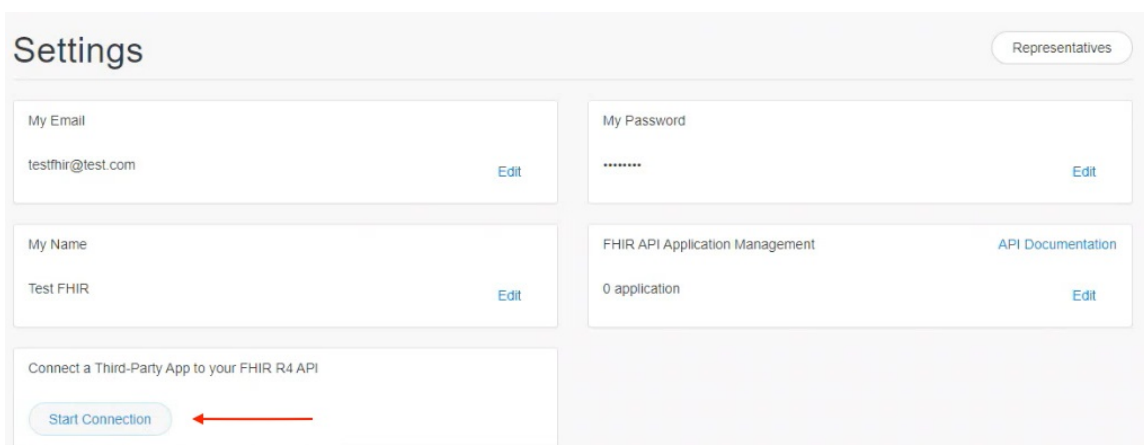 Settings
Representatives
My Email
testfhir@test.com
Edit
My Password
••••••••
Edit
My Name
Test FHIR
Edit
FHIR API Application Management
API Documentation
0 application
Edit
Connect a Third-Party App to your FHIR R4 API
Start Connection